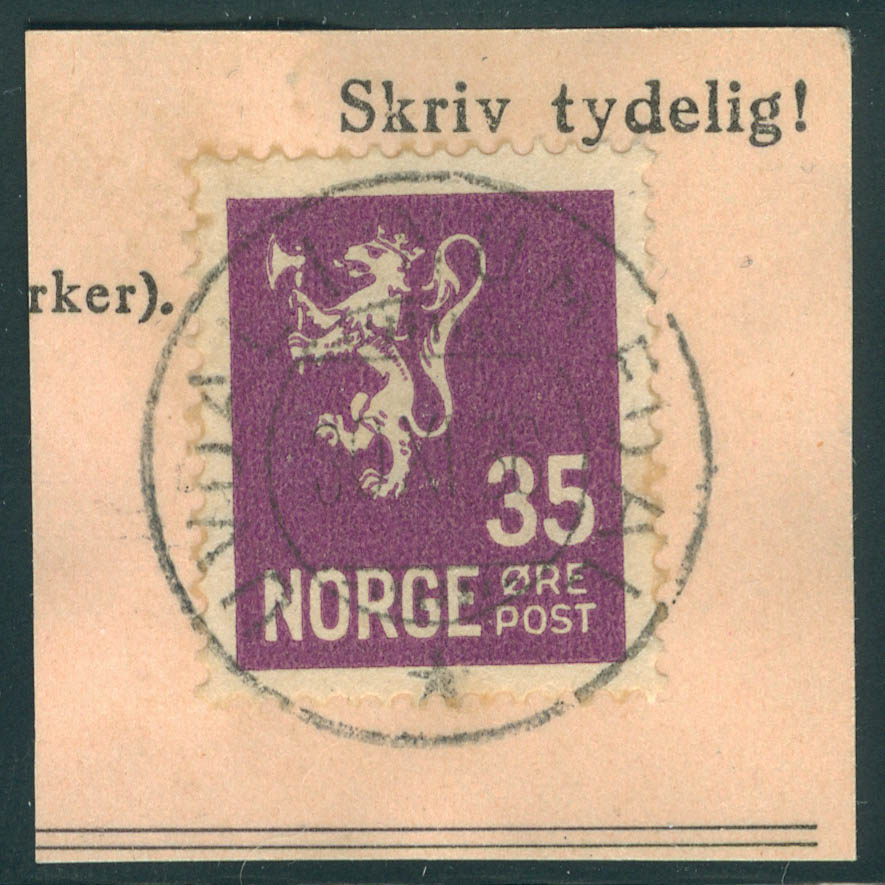 Skriv tydelig!
rker).
35
NORGE ØRE
POST